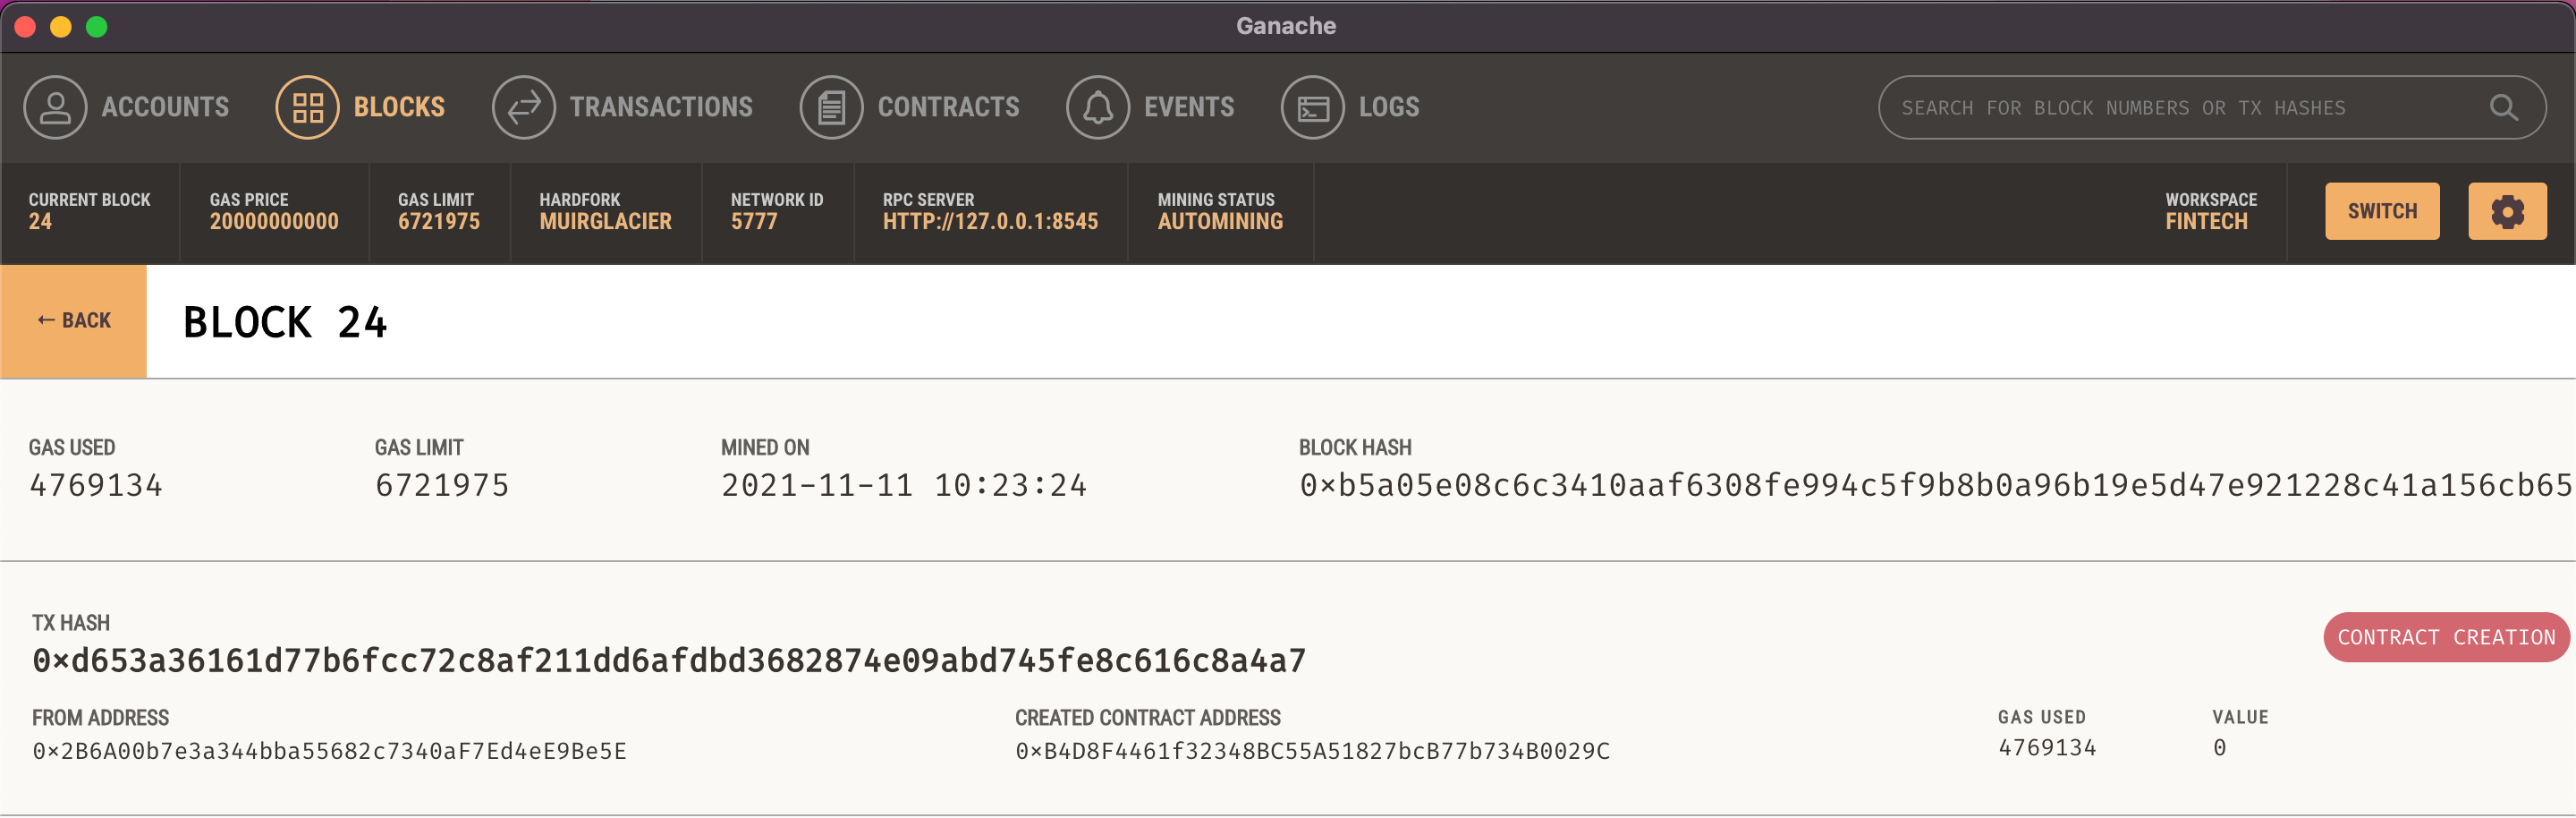 Ganache
ACCOUNTS BLOCKS TRANSACTIONS CONTRACTS EVENTS LOGS SEARCH FOR BLOCK NUMBERS OR TX HASHES
CURRENT BLOCK GAS PRICE GAS LIMIT HARDFORK NETWORK ID RPC SERVER MINING STATUS WORKSPACE
24 20000000000 6721975 MUIRGLACIER 5777 HTTP://127.0.0.1:8545 AUTOMINING FINTECH SWITCH
← BACK BLOCK 24
GAS USED GAS LIMIT MINED ON BLOCK HASH
4769134 6721975 2021-11-11 10:23:24 0×b5a05e08c6c3410aaf6308fe994c5f9b8b0a96b19e5d47e921228c41a156cb65
TX HASH
0×d653a36161d77b6fcc72c8af211dd6afdbd3682874e09abd745fe8c616c8a4a7 CONTRACT CREATION
FROM ADDRESS CREATED CONTRACT ADDRESS GAS USED VALUE
0×2B6A00b7e3a344bba55682c7340aF7Ed4eE9Be5E 0×B4D8F4461f32348BC55A51827bcB77b734B0029C 4769134 0